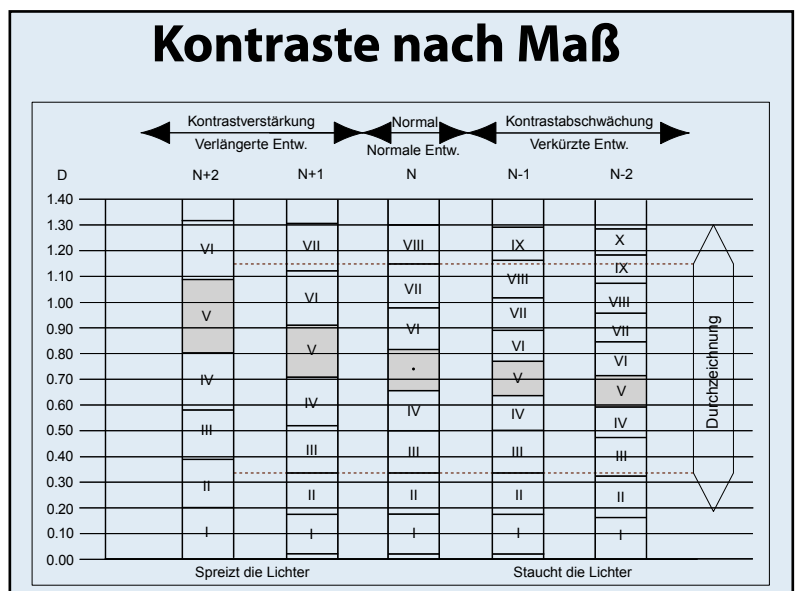 Kontraste nach Maß
Kontrastverstärkung Normal Kontrastabschwächung
Verlängerte Entw. Normale Entw. Verkürzte Entw.
D N+2 N+1 N N-1 N-2
1.40
1.30
VI VII VIII IX X
1.20
IX
1.10
VIII
VII
VI
1.00
VIII
V
VII
0.90
VI
VII
0.80
V
VI
VI
0.70
IV
V
V
0.60
IV
IV
IV
IV
0.50
III
0.40
III III III III
0.30
II
II II II II
0.20
0.10
I I I I I
0.00
Durchzeichnung
Spreizt die Lichter Staucht die Lichter